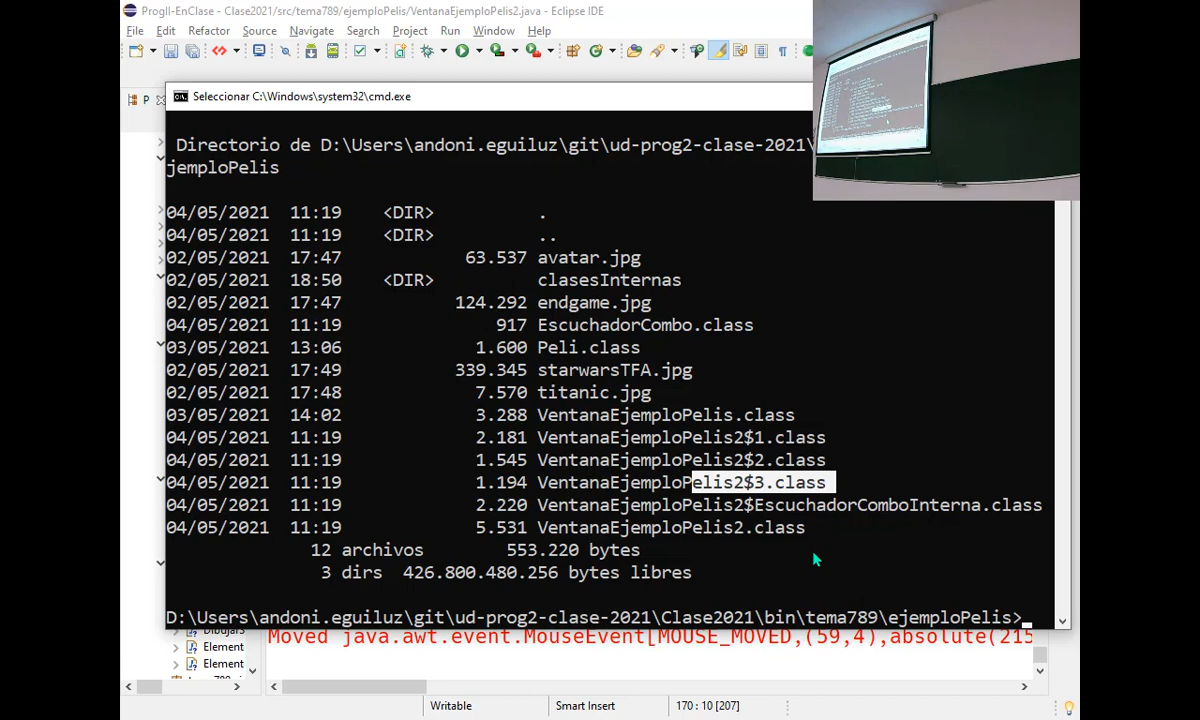 ProgII-EnClase - Clase2021/src/tema789/ejemploPelis/VentanaEjemploPelis2.java - Eclipse IDE
File Edit Refactor Source Navigate Search Project Run Window Help
P
Seleccionar C:\Windows\system32\cmd.exe
Directorio de D:\Users\andoni.eguiluz\git\ud-prog2-clase-2021\
jemploPelis
04/05/2021 11:19 <DIR> .
04/05/2021 11:19 <DIR> ..
02/05/2021 17:47 63.537 avatar.jpg
02/05/2021 18:50 <DIR> clasesInternas
02/05/2021 17:47 124.292 endgame.jpg
04/05/2021 11:19 917 EscuchadorCombo.class
03/05/2021 13:06 1.600 Peli.class
02/05/2021 17:49 339.345 starwarsTFA.jpg
02/05/2021 17:48 7.570 titanic.jpg
03/05/2021 14:02 3.288 VentanaEjemploPelis.class
04/05/2021 11:19 2.181 VentanaEjemploPelis2$1.class
04/05/2021 11:19 1.545 VentanaEjemploPelis2$2.class
04/05/2021 11:19 1.194 VentanaEjemploPelis2$3.class
04/05/2021 11:19 2.220 VentanaEjemploPelis2$EscuchadorComboInterna.class
04/05/2021 11:19 5.531 VentanaEjemploPelis2.class
12 archivos 553.220 bytes
3 dirs 426.800.480.256 bytes libres
D:\Users\andoni.eguiluz\git\ud-prog2-clase-2021\Clase2021\bin\tema789\ejemploPelis>
Moved java.awt.event.MouseEvent[MOUSE_MOVED,(59,4),absolute(215
Element
Element
Writable Smart Insert 170 : 10 [207]